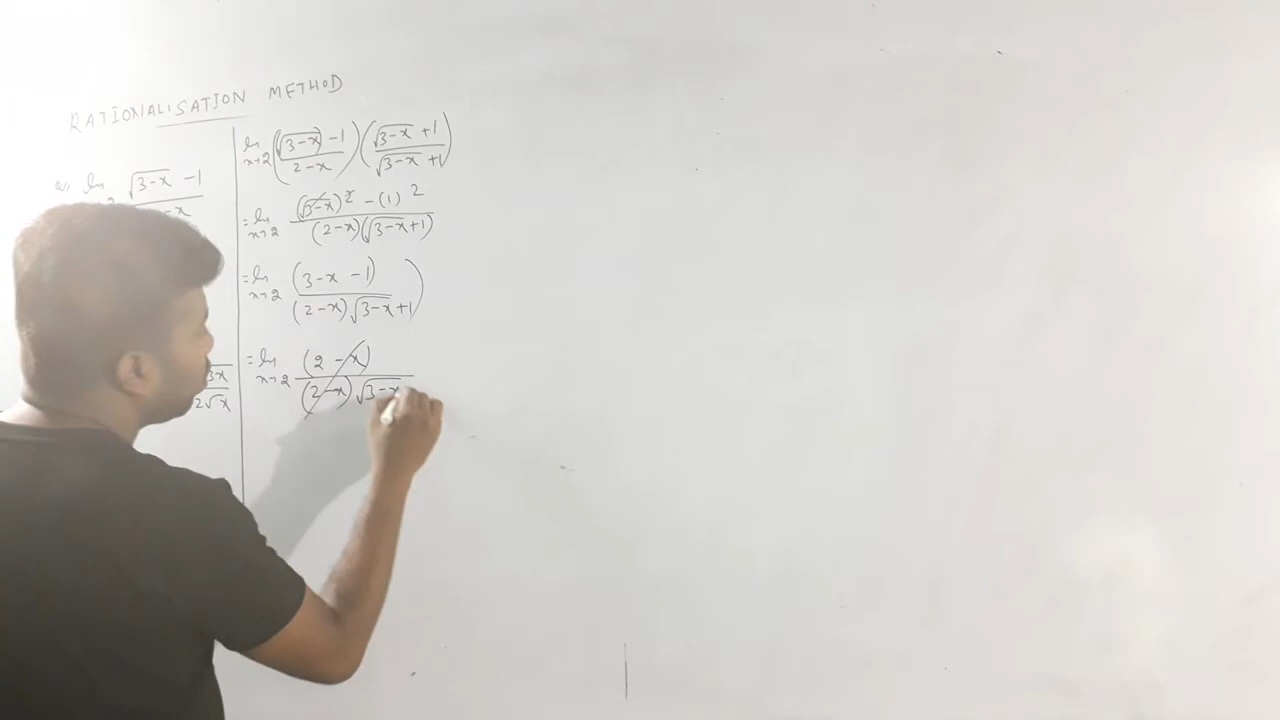 RATIONALISATION METHOD
2) lim √(3-x) -1
-x
3x
2√x
lim x→2 (√(3-x) -1 / 2-x) (√(3-x) +1 / √(3-x) +1)
= lim x→2 (√(3-x))² - (1)² / (2-x)(√(3-x)+1)
= lim x→2 (3-x -1) / (2-x)√(3-x)+1)
= lim x→2 (2-x) / (2-x)√(3-x)